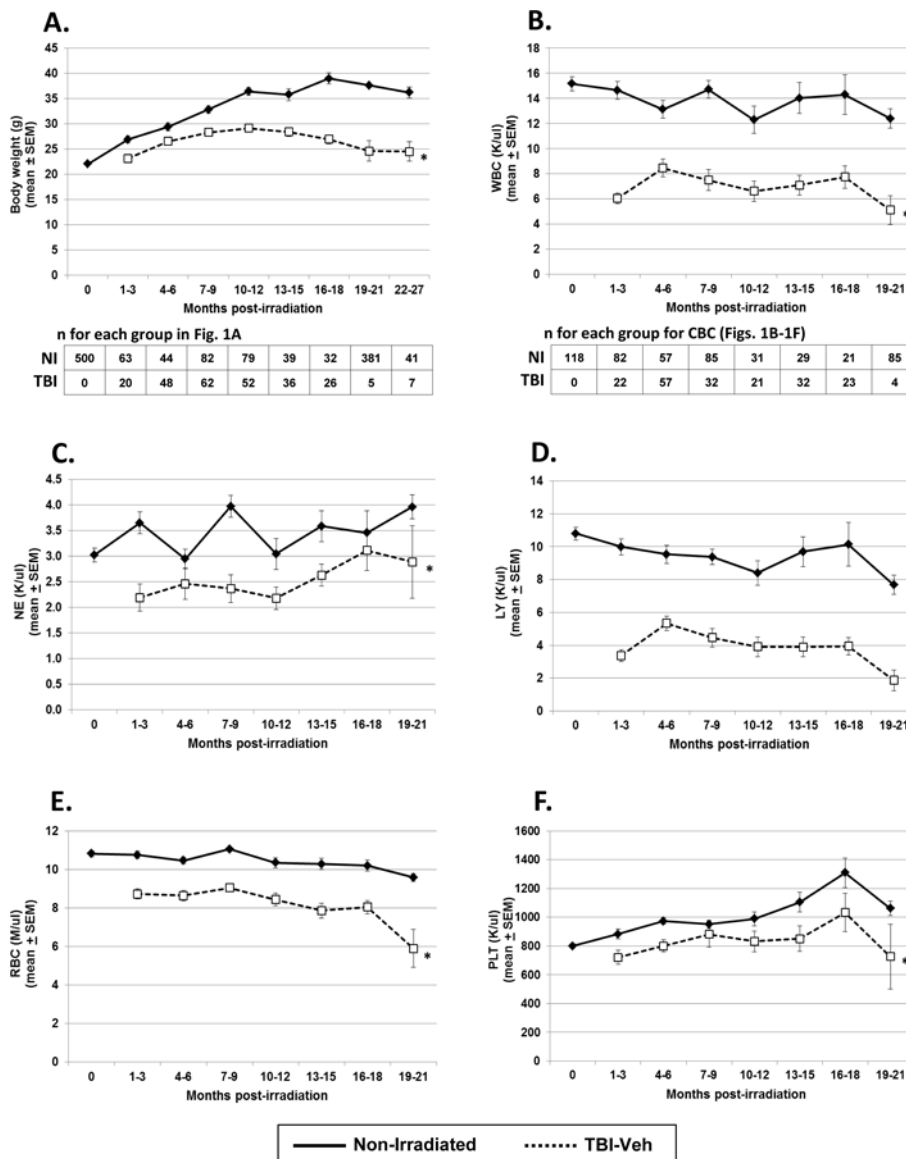 A.
45
40
35
30
25
20
15
10
5
0
Body weight (g)
(mean ± SEM)
*
0 1-3 4-6 7-9 10-12 13-15 16-18 19-21 22-27
Months post-irradiation
n for each group in Fig. 1A
NI 500 63 44 82 79 39 32 381 41
TBI 0 20 48 62 52 36 26 5 7
B.
18
16
14
12
10
8
6
4
2
0
WBC (K/ul)
(mean ± SEM)
*
0 1-3 4-6 7-9 10-12 13-15 16-18 19-21
Months post-irradiation
n for each group for CBC (Figs. 1B-1F)
NI 118 82 57 85 31 29 21 85
TBI 0 22 57 32 21 32 23 4
C.
4.5
4.0
3.5
3.0
2.5
2.0
1.5
1.0
0.5
0.0
NE (K/ul)
(mean ± SEM)
*
0 1-3 4-6 7-9 10-12 13-15 16-18 19-21
Months post-irradiation
D.
14
12
10
8
6
4
2
0
LY (K/ul)
(mean ± SEM)
*
0 1-3 4-6 7-9 10-12 13-15 16-18 19-21
Months post-irradiation
E.
12
10
8
6
4
2
0
RBC (M/ul)
(mean ± SEM)
*
0 1-3 4-6 7-9 10-12 13-15 16-18 19-21
Months post-irradiation
F.
1600
1400
1200
1000
800
600
400
200
0
PLT (K/ul)
(mean ± SEM)
*
0 1-3 4-6 7-9 10-12 13-15 16-18 19-21
Months post-irradiation
Non-Irradiated TBI-Veh